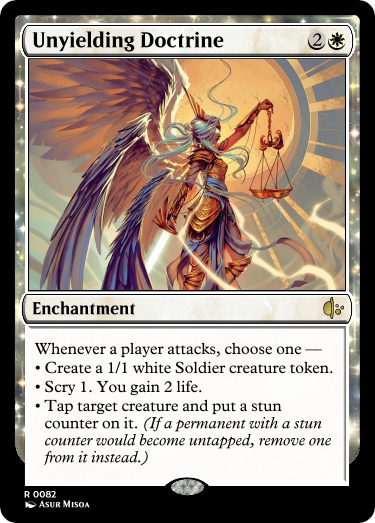 Unyielding Doctrine 2
Enchantment
Whenever a player attacks, choose one —
• Create a 1/1 white Soldier creature token.
• Scry 1. You gain 2 life.
• Tap target creature and put a stun
counter on it. (If a permanent with a stun
counter would become untapped, remove one
from it instead.)
R 0082
Asur Misoa